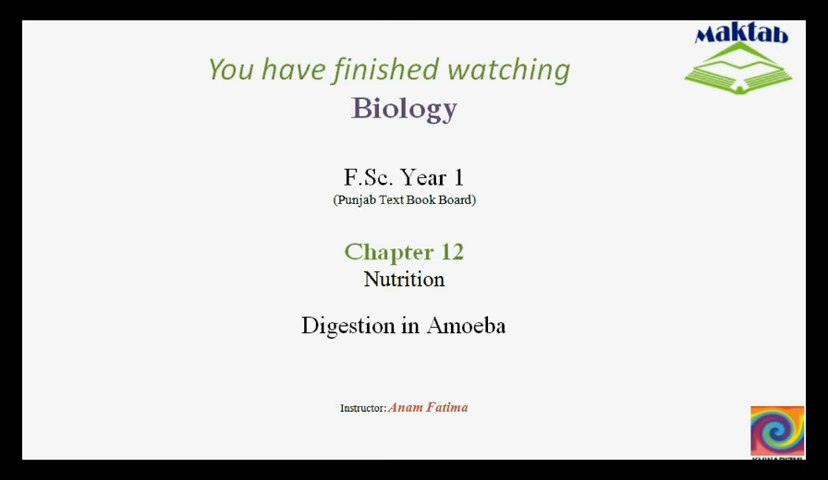 Maktab
You have finished watching
Biology
F.Sc. Year 1
(Punjab Text Book Board)
Chapter 12
Nutrition
Digestion in Amoeba
Instructor: Anam Fatima